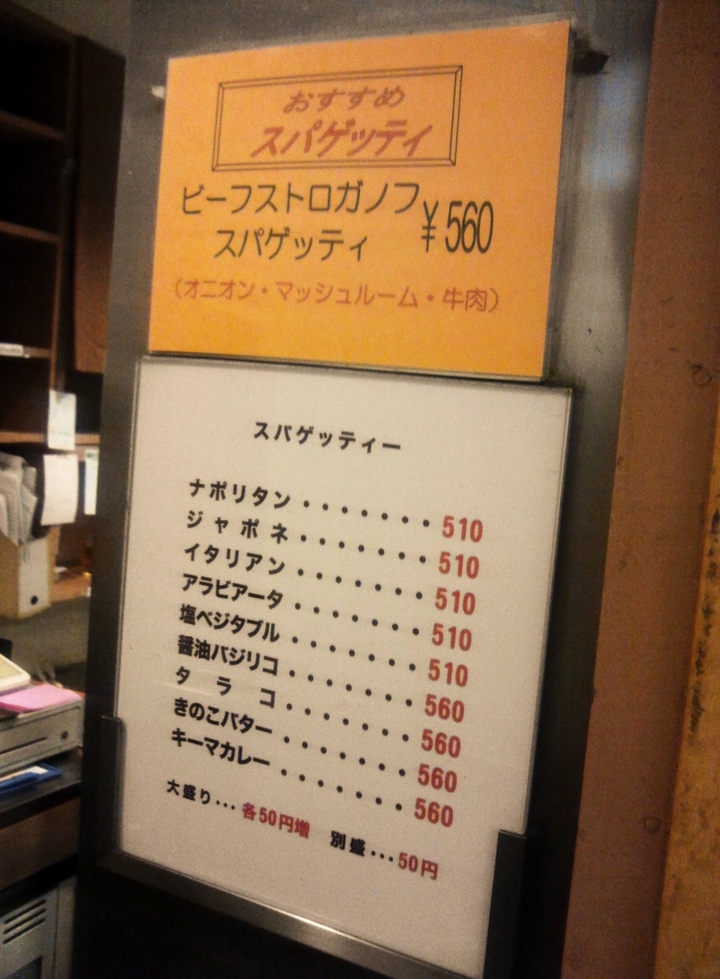 おすすめ
スパゲッティ
ビーフストロガノフ
スパゲッティ ¥560
(オニオン・マッシュルーム・牛肉)
スパゲッティー
ナポリタン・・・・・・・510
ジャポネ・・・・・・・510
イタリアン・・・・・・・510
アラビアータ・・・・・・・510
塩ベジタブル・・・・・・・510
醤油バジリコ・・・・・・・560
タラコ・・・・・・・560
きのこバター・・・・・・・560
キーマカレー・・・・・・・560
大盛り・・・各50円増 別盛・・・50円